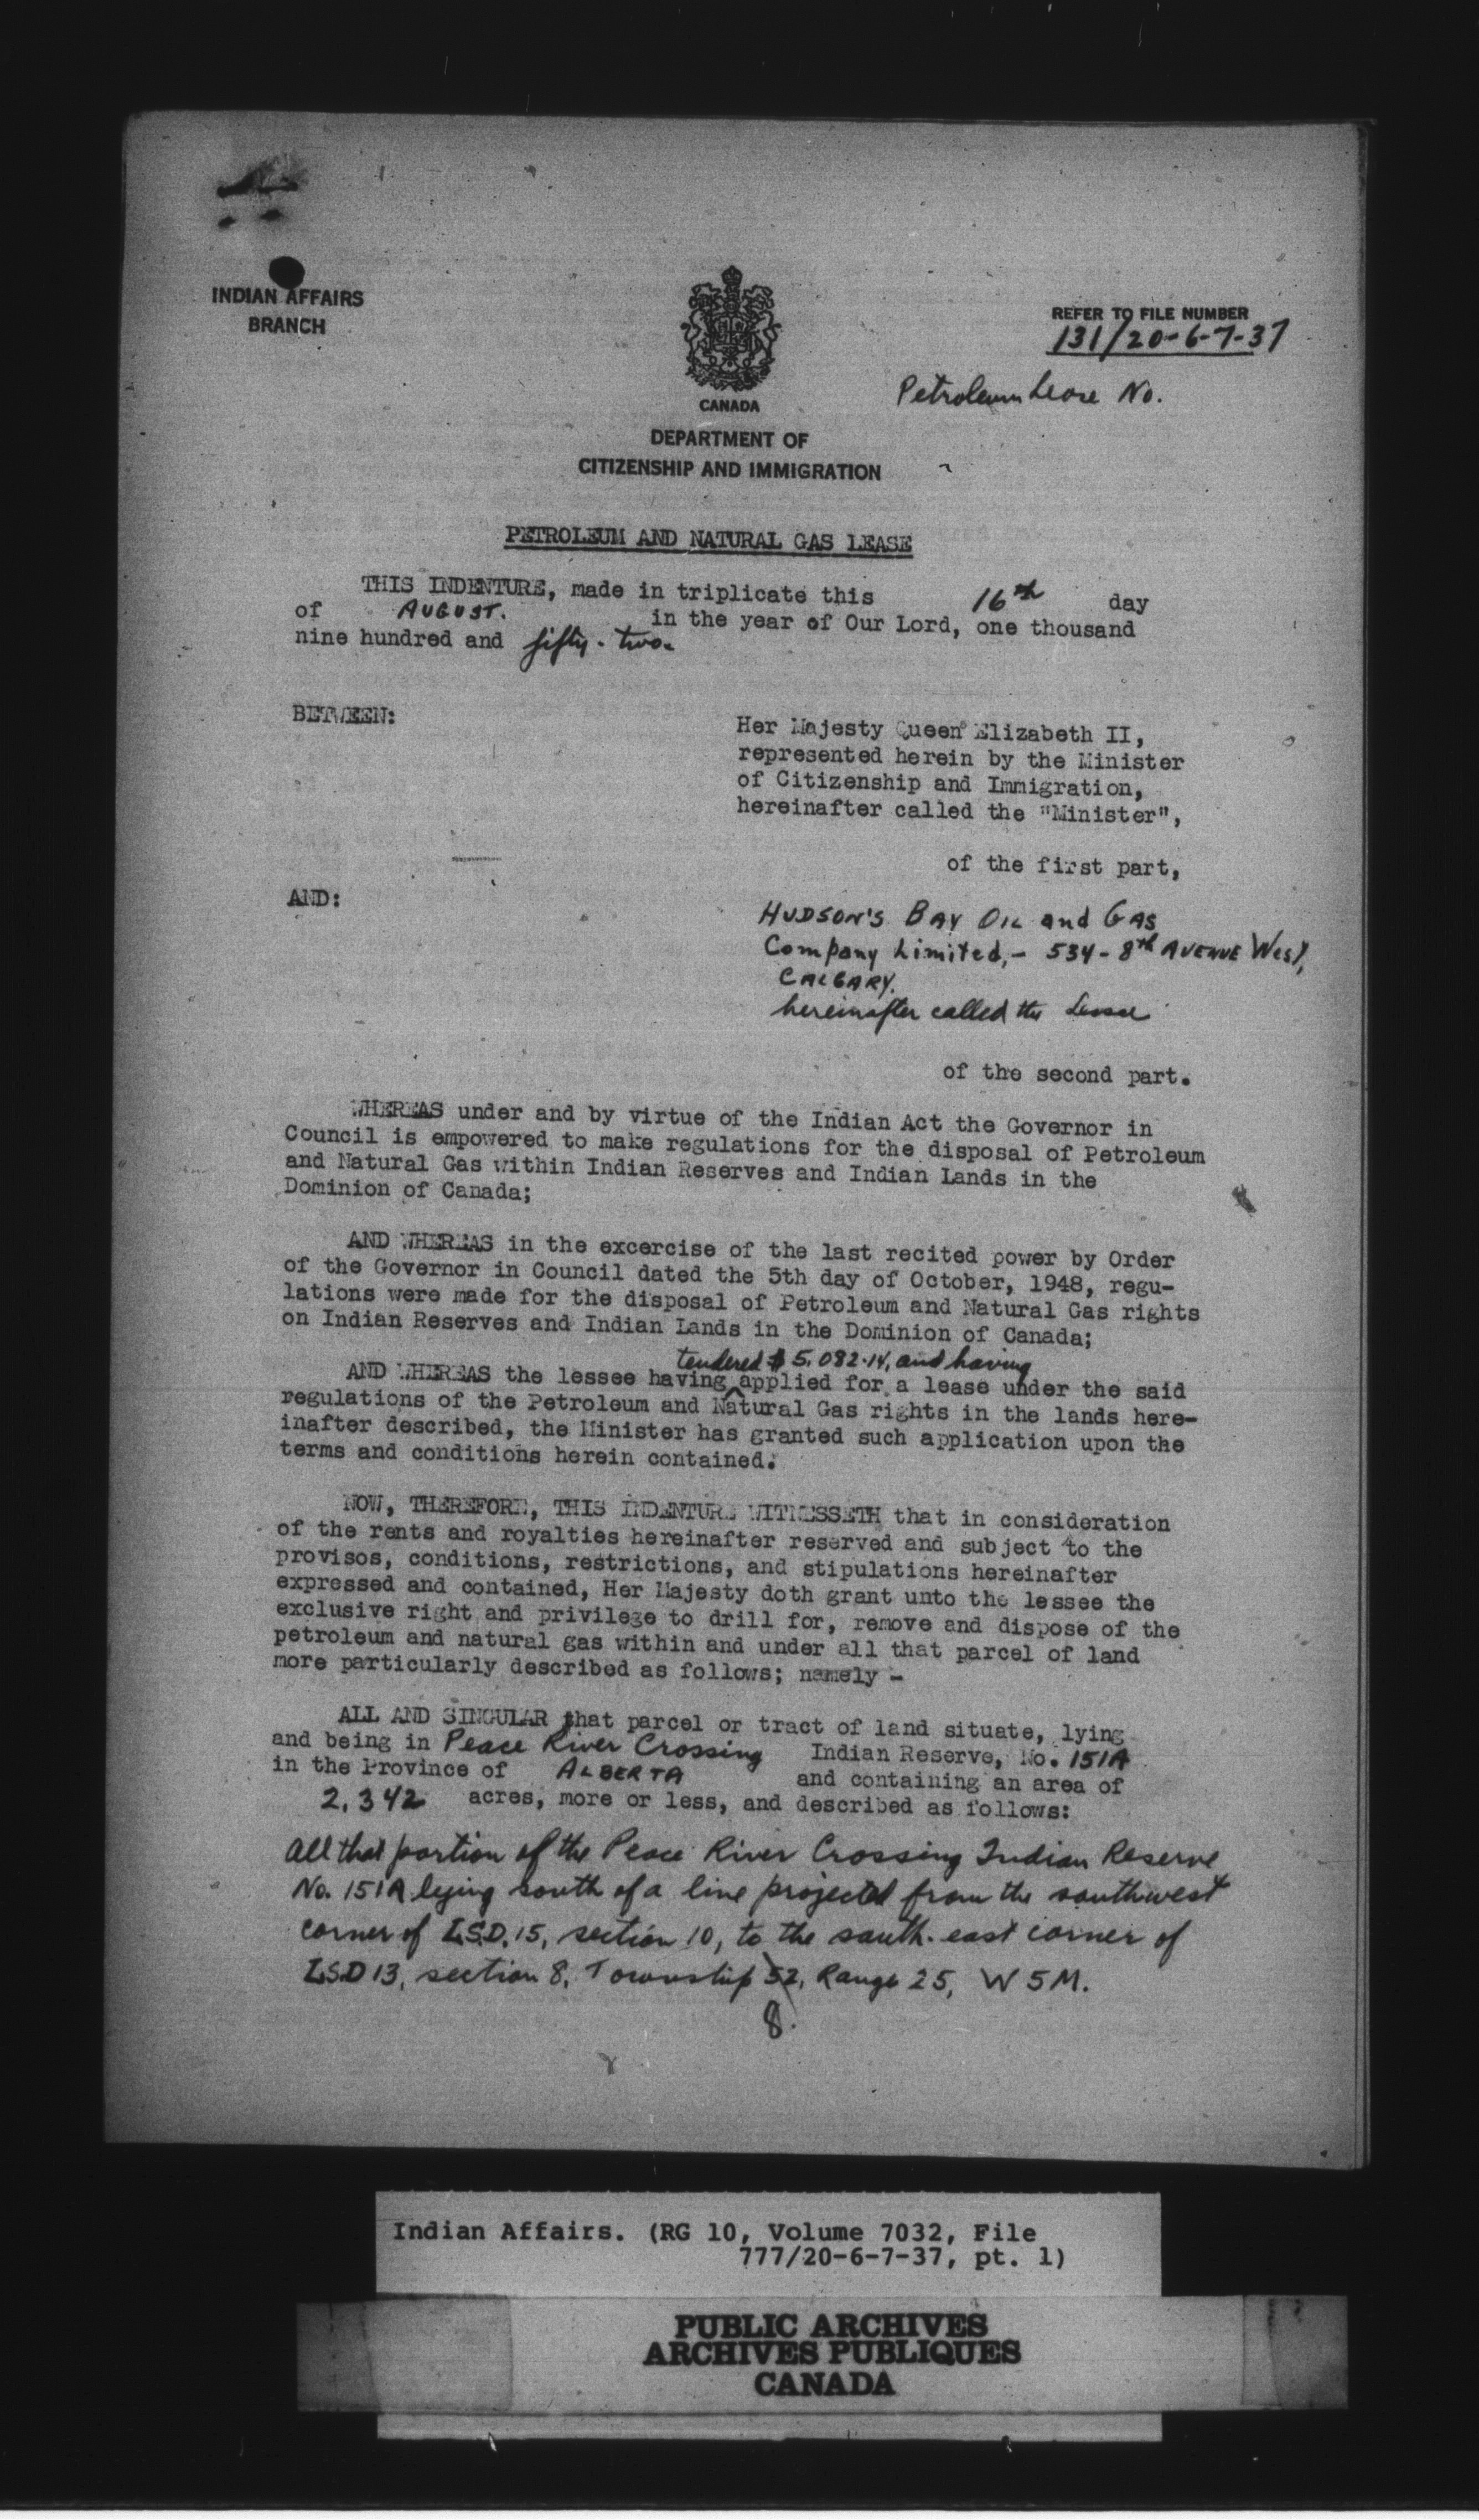 INDIAN AFFAIRS
BRANCH
CANADA
DEPARTMENT OF
CITIZENSHIP AND IMMIGRATION
REFER TO FILE NUMBER
131/20-6-7-37
Petroleum Lease No.
PETROLEUM AND NATURAL GAS LEASE
THIS INDENTURE, made in triplicate this 16th day
of AUGUST. in the year of Our Lord, one thousand
nine hundred and fifty-two.
BETWEEN:
Her Majesty Queen Elizabeth II,
represented herein by the Minister
of Citizenship and Immigration,
hereinafter called the "Minister",
of the first part,
AND:
HUDSON'S BAY OIL and GAS
Company Limited,- 534-8th AVENUE West,
CALGARY.
hereinafter called the Lessee
of the second part.
WHEREAS under and by virtue of the Indian Act the Governor in
Council is empowered to make regulations for the disposal of Petroleum
and Natural Gas within Indian Reserves and Indian Lands in the
Dominion of Canada;
AND WHEREAS in the excercise of the last recited power by Order
of the Governor in Council dated the 5th day of October, 1948, regu-
lations were made for the disposal of Petroleum and Natural Gas rights
on Indian Reserves and Indian Lands in the Dominion of Canada;
tendered $5,092.14, and having
AND WHEREAS the lessee having applied for a lease under the said
regulations of the Petroleum and Natural Gas rights in the lands here-
inafter described, the Minister has granted such application upon the
terms and conditions herein contained.
NOW, THEREFORE, THIS INDENTURE WITNESSETH that in consideration
of the rents and royalties hereinafter reserved and subject to the
provisos, conditions, restrictions, and stipulations hereinafter
expressed and contained, Her Majesty doth grant unto the lessee the
exclusive right and privilege to drill for, remove and dispose of the
petroleum and natural gas within and under all that parcel of land
more particularly described as follows; namely -
ALL AND SINGULAR that parcel or tract of land situate, lying
and being in Peace River Crossing Indian Reserve, No. 151A
in the Province of ALBERTA and containing an area of
2,342 acres, more or less, and described as follows:
All that portion of the Peace River Crossing Indian Reserve
No. 151A lying south of a line projected from the southwest
corner of L.S.D. 15, section 10, to the south-east corner of
L.S.D 13, section 8, Township 52, Range 25, W 5 M.
8.
Indian Affairs. (RG 10, Volume 7032, File
777/20-6-7-37, pt. 1)
PUBLIC ARCHIVES
ARCHIVES PUBLIQUES
CANADA